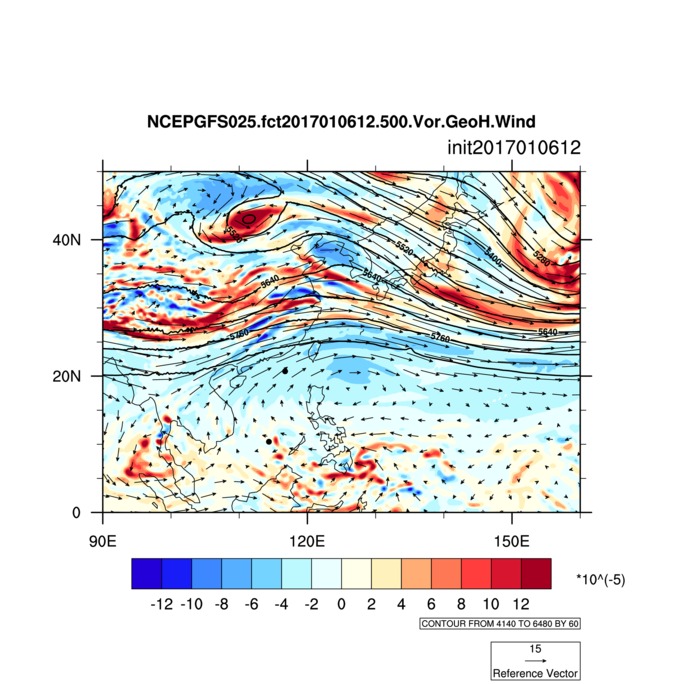 NCEPGFS025.fct2017010612.500.Vor.GeoH.Wind
init2017010612
40N
20N
0
90E 120E 150E
5580
5640
5760
5640
5520
5400
5280
5640
5760
-12 -10 -8 -6 -4 -2 0 2 4 6 8 10 12
*10^(-5)
CONTOUR FROM 4140 TO 6480 BY 60
15
Reference Vector